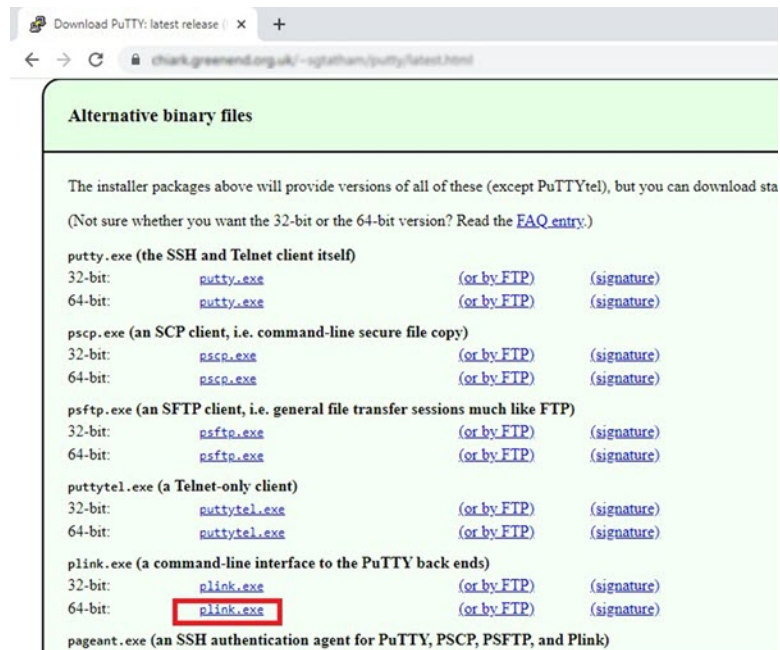 Download PuTTY: latest release (
chiark.greenend.org.uk/~sgtatham/putty/latest.html
Alternative binary files
The installer packages above will provide versions of all of these (except PuTTYtel), but you can download sta
(Not sure whether you want the 32-bit or the 64-bit version? Read the FAQ entry.)
putty.exe (the SSH and Telnet client itself)
32-bit: putty.exe (or by FTP) (signature)
64-bit: putty.exe (or by FTP) (signature)
pscp.exe (an SCP client, i.e. command-line secure file copy)
32-bit: pscp.exe (or by FTP) (signature)
64-bit: pscp.exe (or by FTP) (signature)
psftp.exe (an SFTP client, i.e. general file transfer sessions much like FTP)
32-bit: psftp.exe (or by FTP) (signature)
64-bit: psftp.exe (or by FTP) (signature)
puttytel.exe (a Telnet-only client)
32-bit: puttytel.exe (or by FTP) (signature)
64-bit: puttytel.exe (or by FTP) (signature)
plink.exe (a command-line interface to the PuTTY back ends)
32-bit: plink.exe (or by FTP) (signature)
64-bit: plink.exe (or by FTP) (signature)
pageant.exe (an SSH authentication agent for PuTTY, PSCP, PSFTP, and Plink)